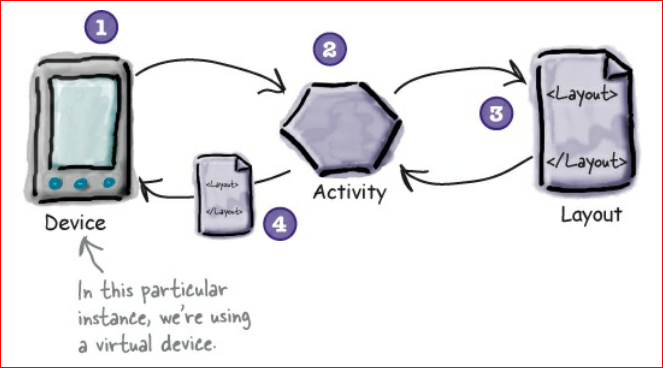 1
2
<Layout>
3
</Layout>
<Layout>
</Layout>
4
Activity
Device
Layout
In this particular
instance, we're using
a virtual device.